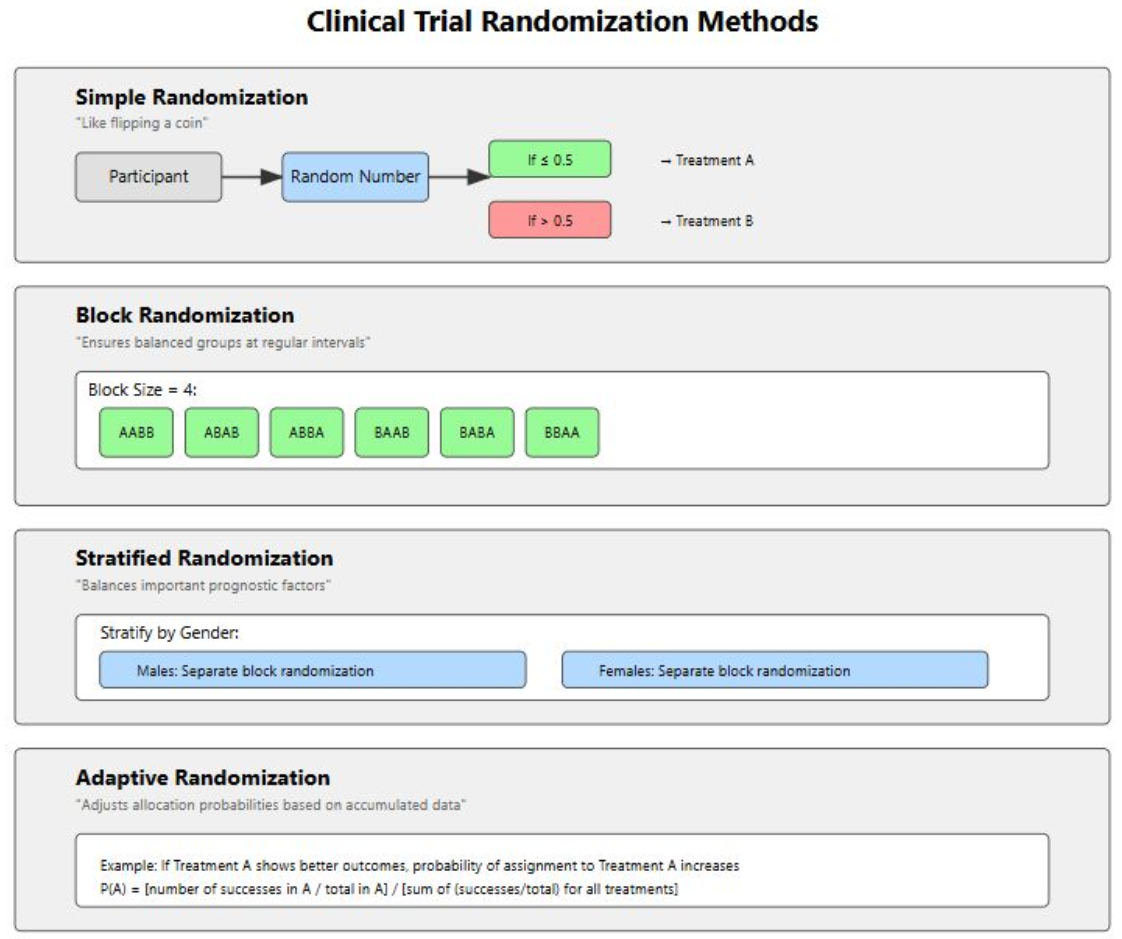 Clinical Trial Randomization Methods
Simple Randomization
"Like flipping a coin"
Participant
Random Number
If ≤ 0.5
→ Treatment A
If > 0.5
→ Treatment B
Block Randomization
"Ensures balanced groups at regular intervals"
Block Size = 4:
AABB
ABAB
ABBA
BAAB
BABA
BBAA
Stratified Randomization
"Balances important prognostic factors"
Stratify by Gender:
Males: Separate block randomization
Females: Separate block randomization
Adaptive Randomization
"Adjusts allocation probabilities based on accumulated data"
Example: If Treatment A shows better outcomes, probability of assignment to Treatment A increases
P(A) = [number of successes in A / total in A] / [sum of (successes/total) for all treatments]